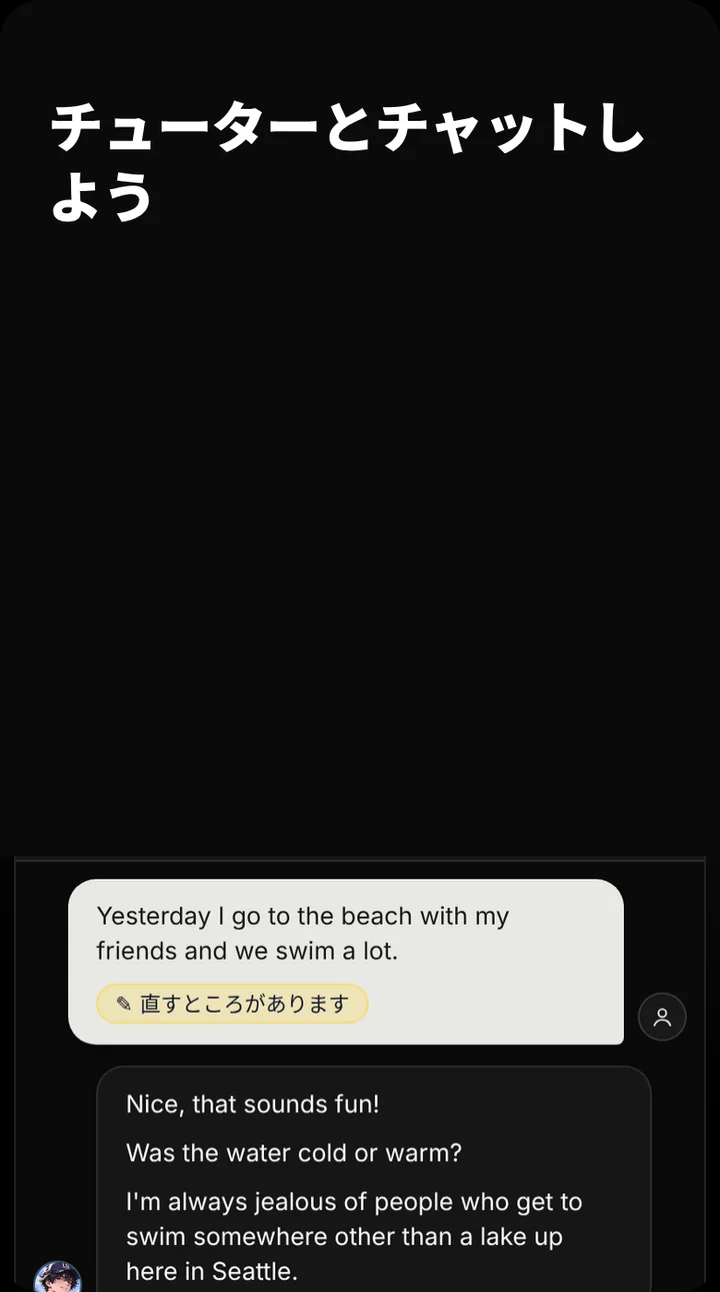 チューターとチャットし
よう
Yesterday I go to the beach with my
friends and we swim a lot.
✎ 直すところがあります
Nice, that sounds fun!
Was the water cold or warm?
I'm always jealous of people who get to
swim somewhere other than a lake up
here in Seattle.